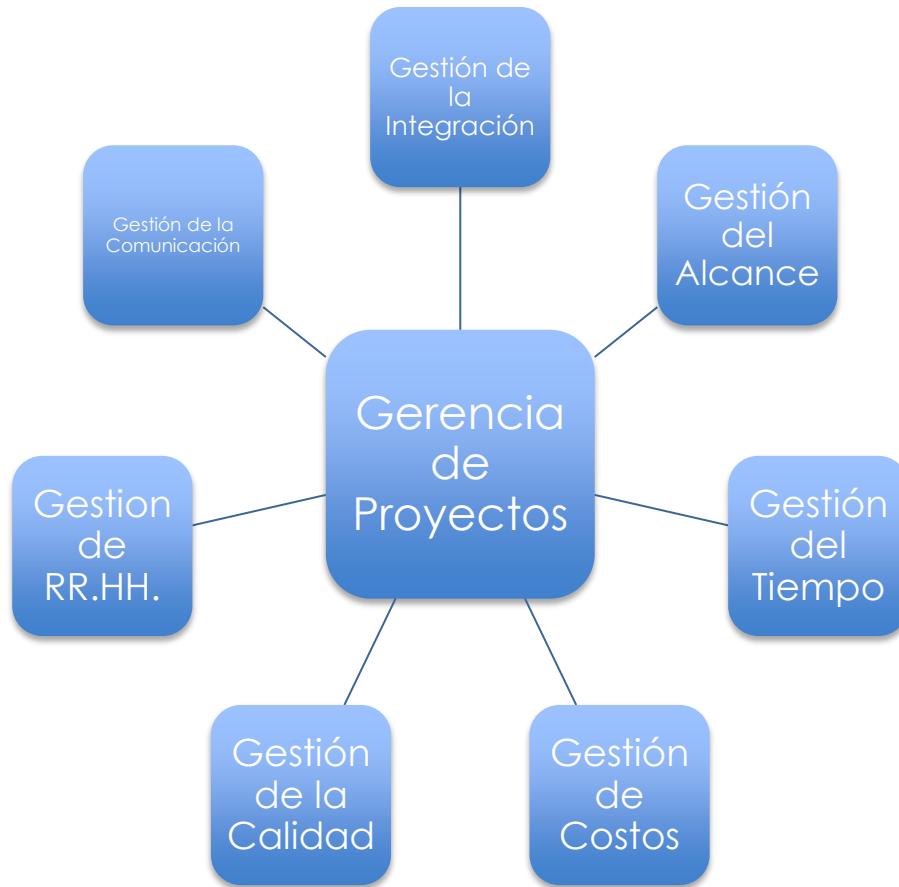 Gestión de
la
Integración
Gestión
del
Alcance
Gestión
del
Tiempo
Gestión
de
Costos
Gestión
de la
Calidad
Gestion
de
RR.HH.
Gestión de la
Comunicación
Gerencia
de
Proyectos